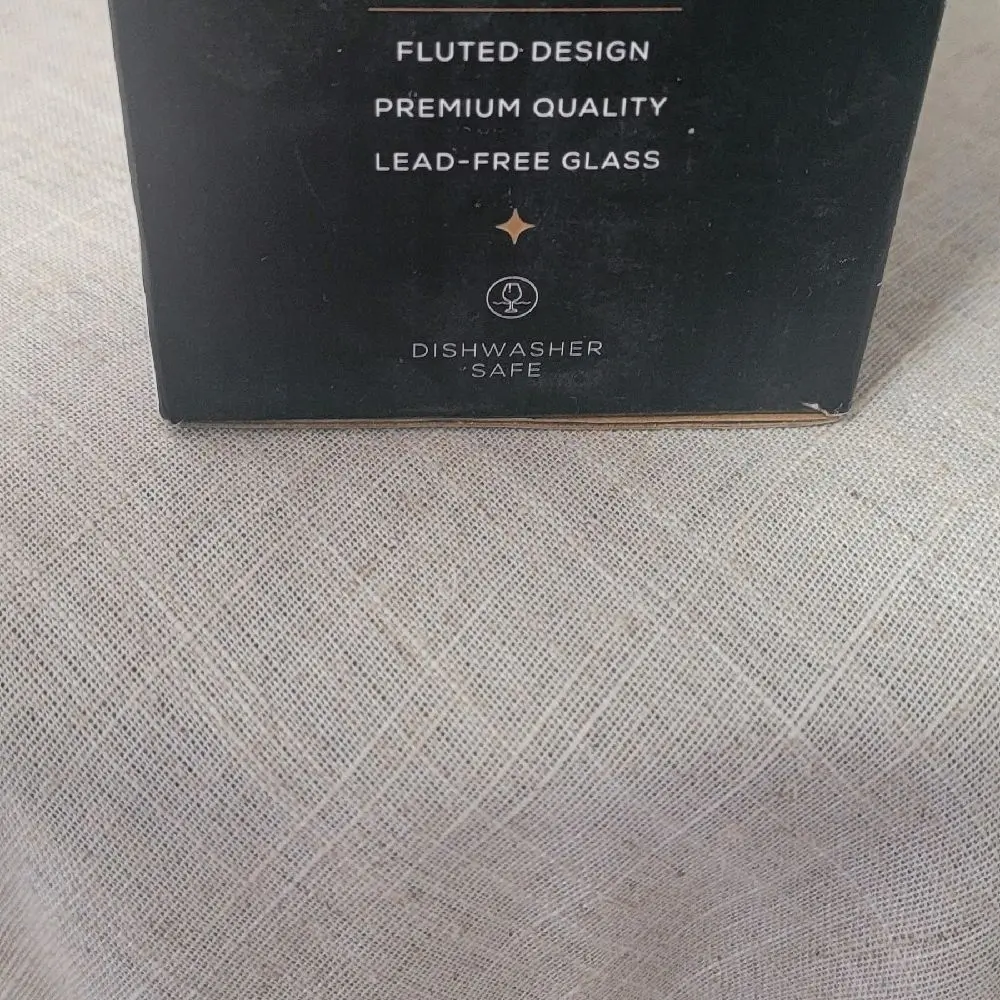 FLUTED DESIGN
PREMIUM QUALITY
LEAD-FREE GLASS
DISHWASHER
SAFE